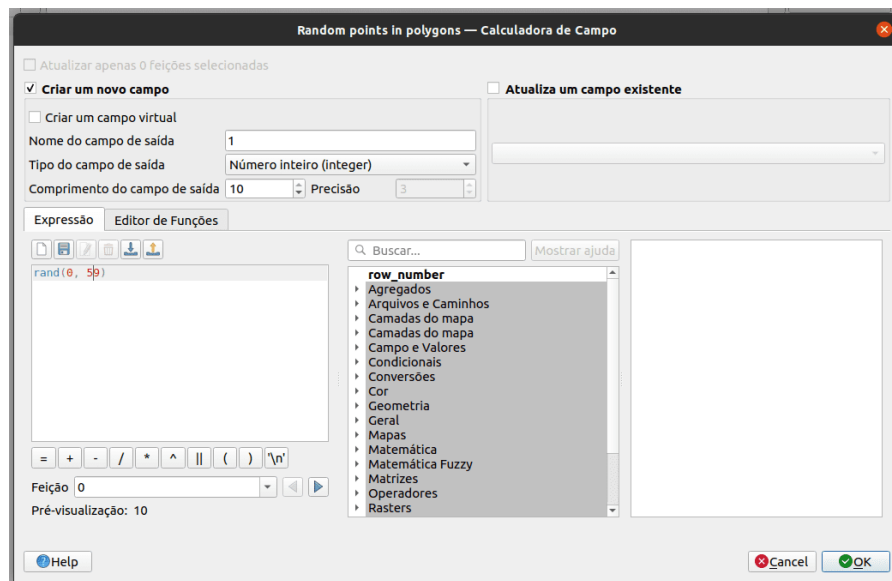 Random points in polygons — Calculadora de Campo
Atualizar apenas 0 feições selecionadas
Criar um novo campo
Atualiza um campo existente
Criar um campo virtual
Nome do campo de saída 1
Tipo do campo de saída Número inteiro (integer)
Comprimento do campo de saída 10 Precisão 3
Expressão Editor de Funções
Buscar... Mostrar ajuda
rand(0, 59)
row_number
Agregados
Arquivos e Caminhos
Camadas do mapa
Camadas do mapa
Campo e Valores
Condicionais
Conversões
Cor
Geometria
Geral
Mapas
Matemática
Matemática Fuzzy
Matrizes
Operadores
Rasters
= + - / * ^ || ( ) '\n'
Feição 0
Pré-visualização: 10
Help
Cancel OK